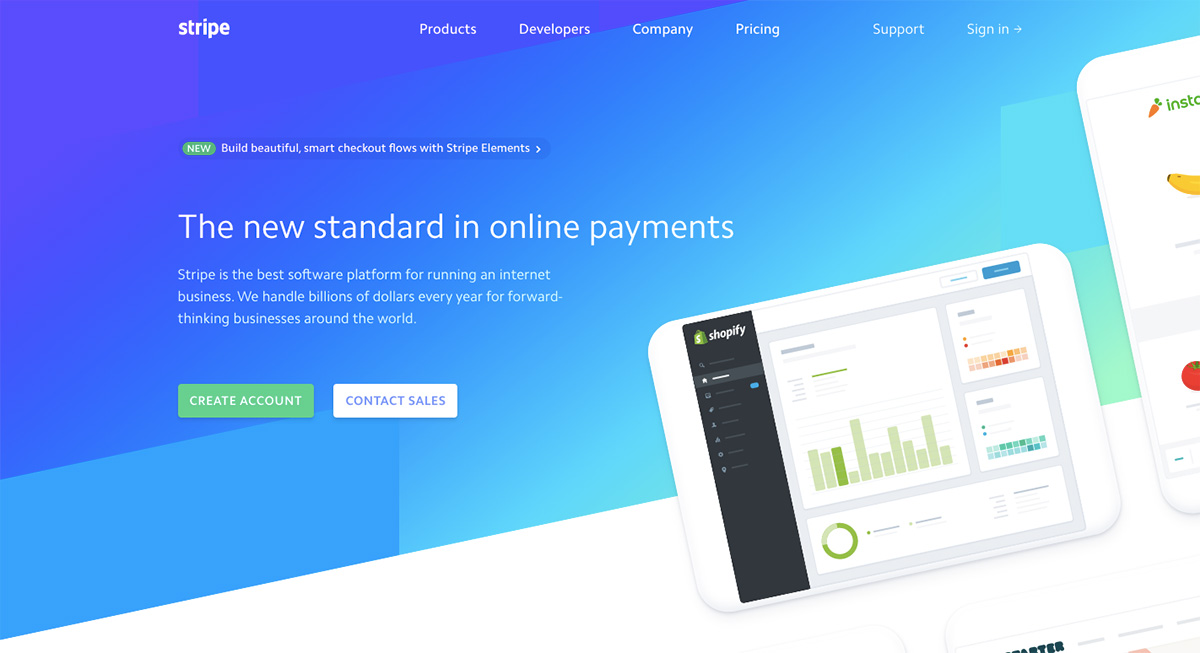 stripe
Products
Developers
Company
Pricing
Support
Sign in →
NEW Build beautiful, smart checkout flows with Stripe Elements ›
The new standard in online payments
Stripe is the best software platform for running an internet
business. We handle billions of dollars every year for forward-
thinking businesses around the world.
CREATE ACCOUNT
CONTACT SALES
shopify
insta